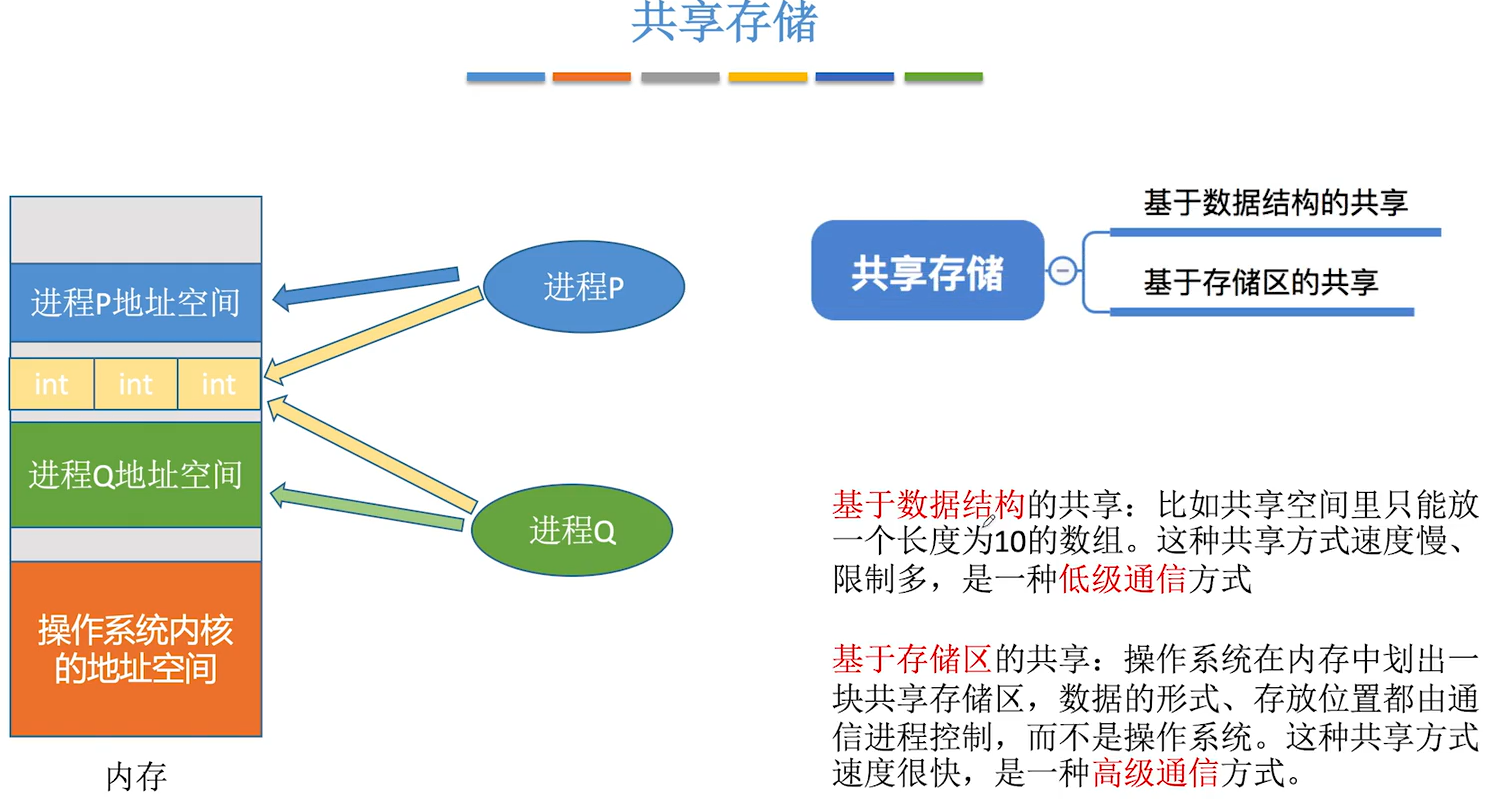 共享存储
进程P地址空间
int int int
进程Q地址空间
操作系统内核
的地址空间
内存
进程P
进程Q
共享存储
基于数据结构的共享
基于存储区的共享
基于数据结构的共享：比如共享空间里只能放
一个长度为10的数组。这种共享方式速度慢、
限制多，是一种低级通信方式
基于存储区的共享：操作系统在内存中划出一
块共享存储区，数据的形式、存放位置都由通
信进程控制，而不是操作系统。这种共享方式
速度很快，是一种高级通信方式。